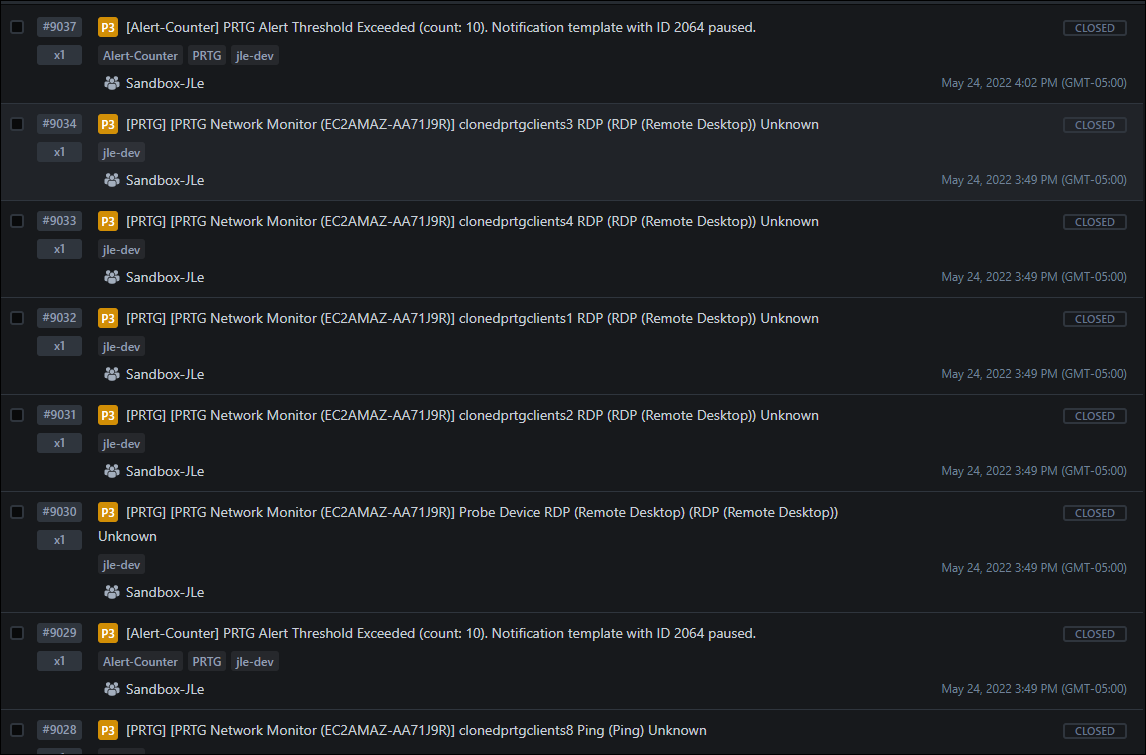 #9037 P3 [Alert-Counter] PRTG Alert Threshold Exceeded (count: 10). Notification template with ID 2064 paused. CLOSED
x1 Alert-Counter PRTG jle-dev
Sandbox-JLe May 24, 2022 4:02 PM (GMT-05:00)
#9034 P3 [PRTG] [PRTG Network Monitor (EC2AMAZ-AA71J9R)] clonedprtgclients3 RDP (RDP (Remote Desktop)) Unknown CLOSED
x1 jle-dev
Sandbox-JLe May 24, 2022 3:49 PM (GMT-05:00)
#9033 P3 [PRTG] [PRTG Network Monitor (EC2AMAZ-AA71J9R)] clonedprtgclients4 RDP (RDP (Remote Desktop)) Unknown CLOSED
x1 jle-dev
Sandbox-JLe May 24, 2022 3:49 PM (GMT-05:00)
#9032 P3 [PRTG] [PRTG Network Monitor (EC2AMAZ-AA71J9R)] clonedprtgclients1 RDP (RDP (Remote Desktop)) Unknown CLOSED
x1 jle-dev
Sandbox-JLe May 24, 2022 3:49 PM (GMT-05:00)
#9031 P3 [PRTG] [PRTG Network Monitor (EC2AMAZ-AA71J9R)] clonedprtgclients2 RDP (RDP (Remote Desktop)) Unknown CLOSED
x1 jle-dev
Sandbox-JLe May 24, 2022 3:49 PM (GMT-05:00)
#9030 P3 [PRTG] [PRTG Network Monitor (EC2AMAZ-AA71J9R)] Probe Device RDP (Remote Desktop) (RDP (Remote Desktop)) CLOSED
x1 Unknown
jle-dev May 24, 2022 3:49 PM (GMT-05:00)
Sandbox-JLe
#9029 P3 [Alert-Counter] PRTG Alert Threshold Exceeded (count: 10). Notification template with ID 2064 paused. CLOSED
x1 Alert-Counter PRTG jle-dev
Sandbox-JLe May 24, 2022 3:49 PM (GMT-05:00)
#9028 P3 [PRTG] [PRTG Network Monitor (EC2AMAZ-AA71J9R)] clonedprtgclients8 Ping (Ping) Unknown CLOSED